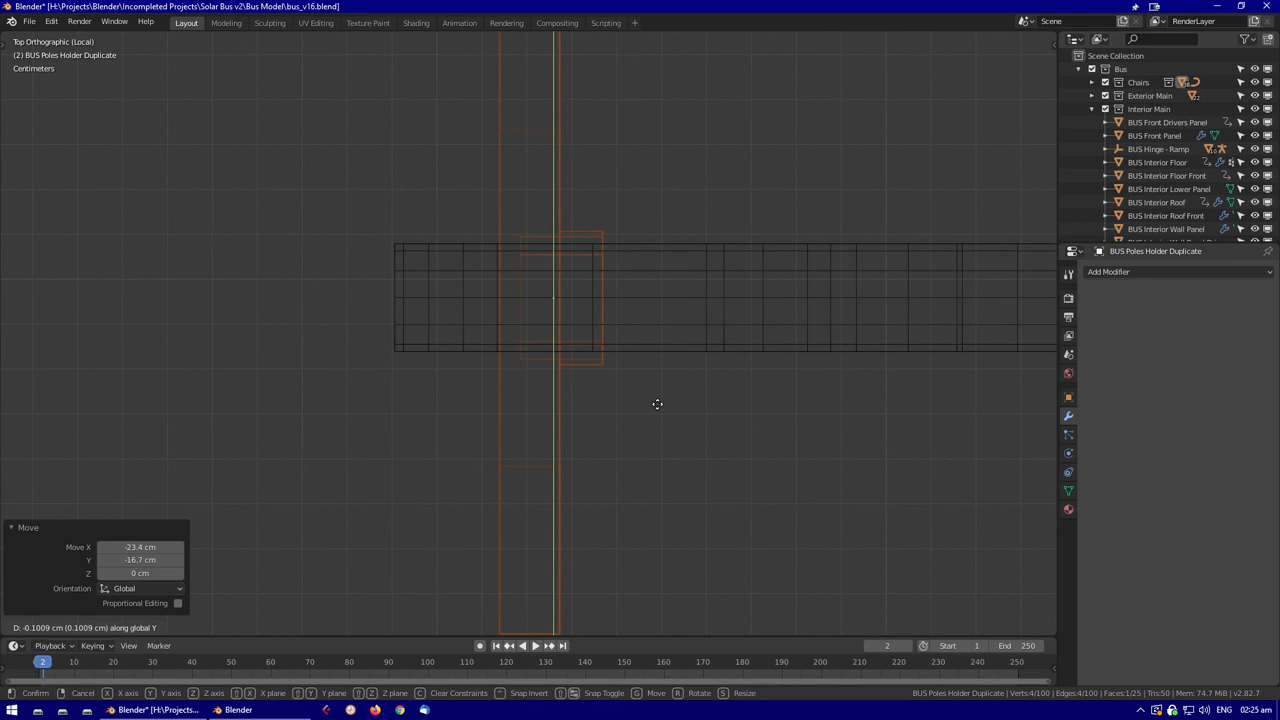 Blender* [H:\Projects\Blender\Incompleted Projects\Solar Bus v2\Bus Model\bus_v16.blend]
File Edit Render Window Help Layout Modeling Sculpting UV Editing Texture Paint Shading Animation Rendering Compositing Scripting + Scene RenderLayer
Top Orthographic (Local)
(2) BUS Poles Holder Duplicate
Centimeters
Scene Collection
Bus
Chairs
Exterior Main
Interior Main
BUS Front Drivers Panel
BUS Front Panel
BUS Hinge - Ramp
BUS Interior Floor
BUS Interior Floor Front
BUS Interior Lower Panel
BUS Interior Roof
BUS Interior Roof Front
BUS Interior Wall Panel
BUS Poles Holder Duplicate
Add Modifier
Move
Move X -23.4 cm
Y -16.7 cm
Z 0 cm
Orientation Global
Proportional Editing
D: -0.1009 cm (0.1009 cm) along global Y
Playback Keying View Marker 2 Start 1 End 250
2 10 20 30 40 50 60 70 80 90 100 110 120 130 140 150 160 170 180 190 200 210 220 230 240 250
Confirm Cancel X X axis Y Y axis Z Z axis X X plane Y Y plane Z Z plane C Clear Constraints Snap Invert Snap Toggle G Move R Rotate S Resize BUS Poles Holder Duplicate | Verts:4/100 | Edges:4/100 | Faces:1/25 | Tris:50 | Mem: 74.7 MiB | v2.82.7
Blender* [H:\Projects... Blender ENG 02:25 am